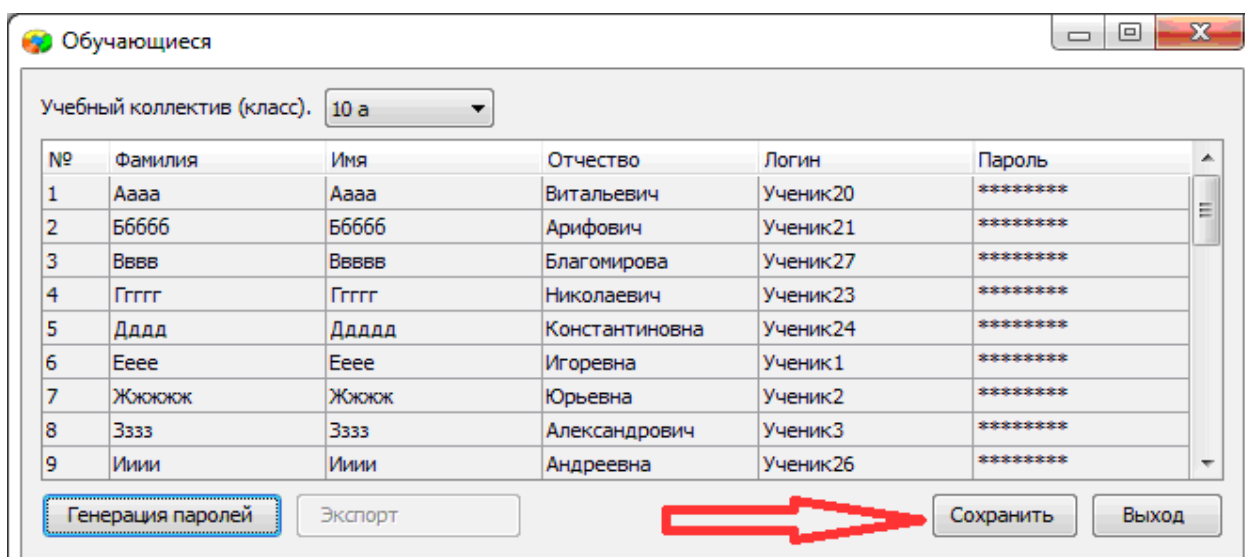 Обучающиеся
Учебный коллектив (класс). 10 а
№ Фамилия Имя Отчество Логин Пароль
1 Аааа Аааа Витальевич Ученик20 ********
2 Ббббб Ббббб Арифович Ученик21 ********
3 Вввв Ввввв Благомирова Ученик27 ********
4 Ггггг Ггггг Николаевич Ученик23 ********
5 Дддд Ддддд Константиновна Ученик24 ********
6 Ееее Ееее Игоревна Ученик1 ********
7 Жжжжж Жжжж Юрьевна Ученик2 ********
8 Зззз Зззз Александрович Ученик3 ********
9 Ииии Ииии Андреевна Ученик26 ********
Генерация паролей Экспорт Сохранить Выход